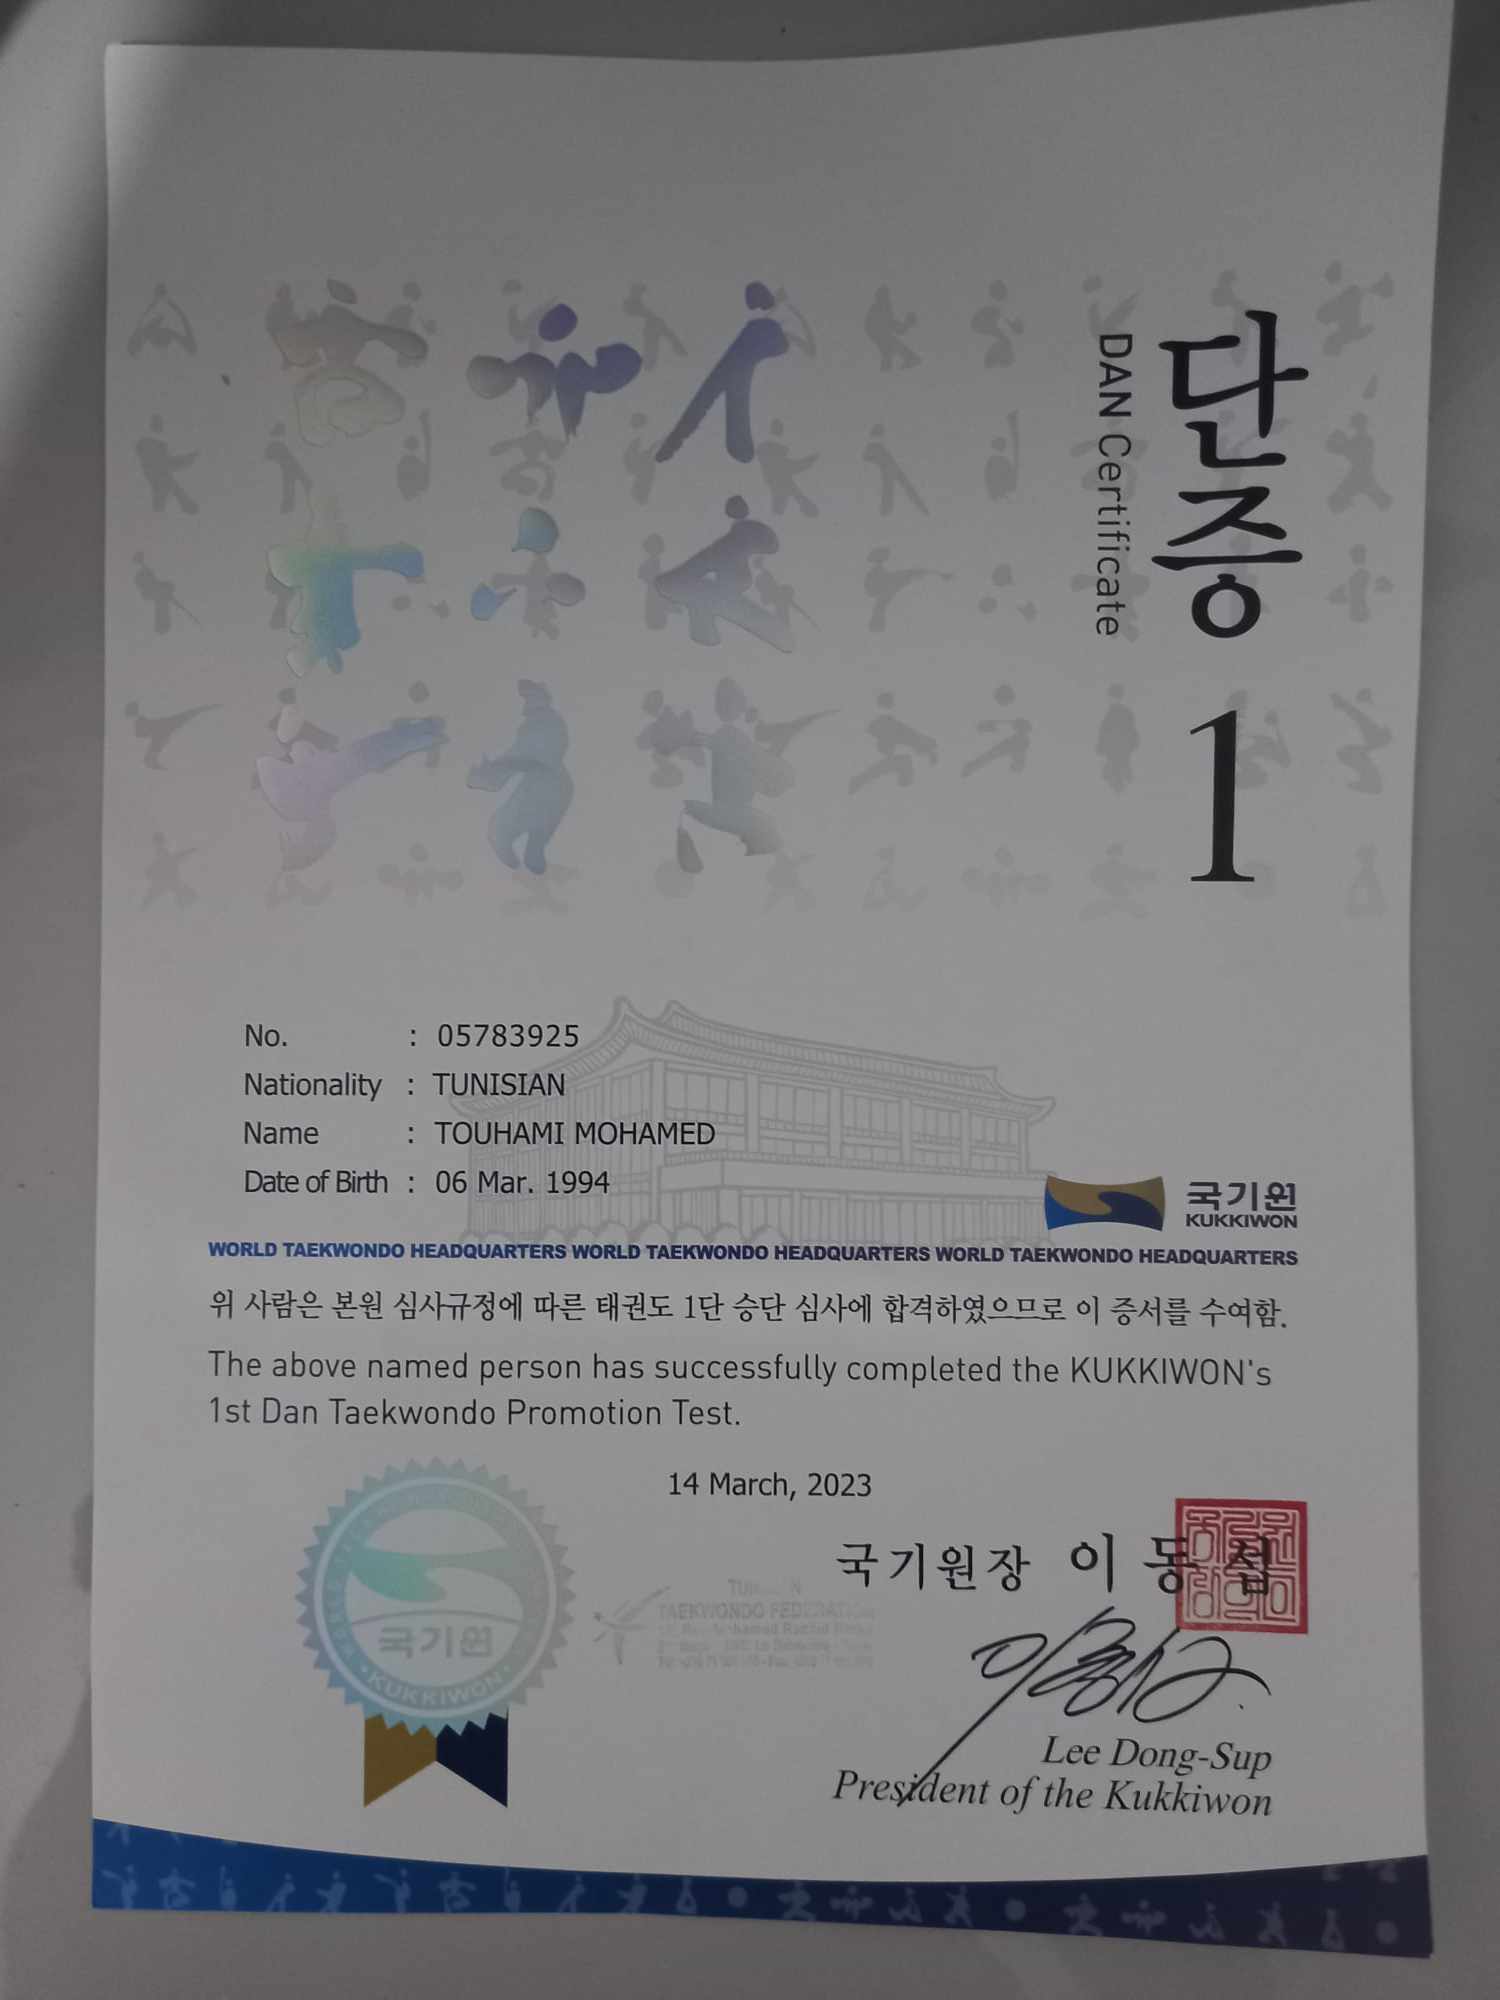 단증 1
DAN Certificate
No. : 05783925
Nationality : TUNISIAN
Name : TOUHAMI MOHAMED
Date of Birth : 06 Mar. 1994
국기원
KUKKIWON
WORLD TAEKWONDO HEADQUARTERS WORLD TAEKWONDO HEADQUARTERS WORLD TAEKWONDO HEADQUARTERS
위 사람은 본원 심사규정에 따른 태권도 1단 승단 심사에 합격하였으므로 이 증서를 수여함.
The above named person has successfully completed the KUKKIWON's
1st Dan Taekwondo Promotion Test.
14 March, 2023
국기원장 이동섭
국기원
KUKKIWON
TAEKWONDO FEDERATION
Lee Dong-Sup
President of the Kukkiwon